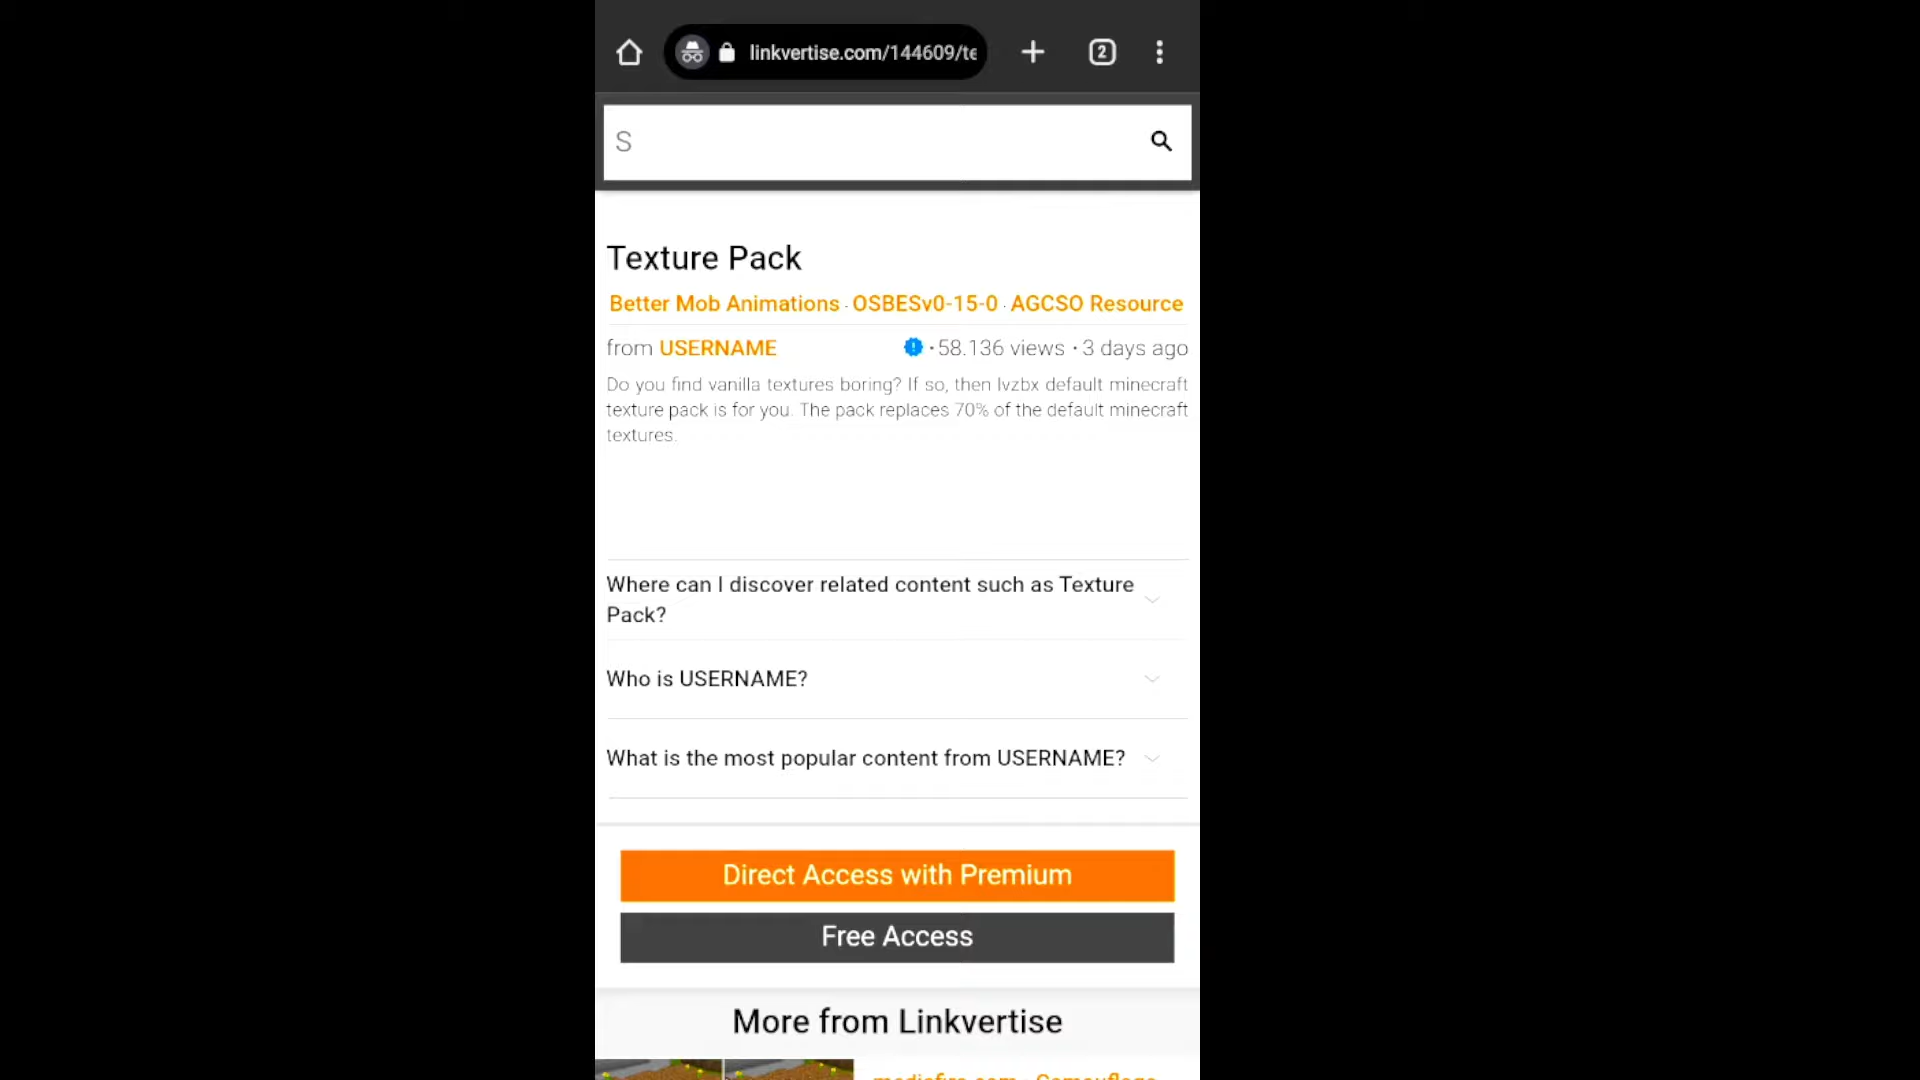 linkvertise.com/144609/te
2
S
Texture Pack
Better Mob Animations · OSBESv0-15-0 · AGCSO Resource
from USERNAME · 58.136 views · 3 days ago
Do you find vanilla textures boring? If so, then lvzbx default minecraft
texture pack is for you. The pack replaces 70% of the default minecraft
textures.
Where can I discover related content such as Texture
Pack?
Who is USERNAME?
What is the most popular content from USERNAME?
Direct Access with Premium
Free Access
More from Linkvertise
mediafire.com · Camouflage